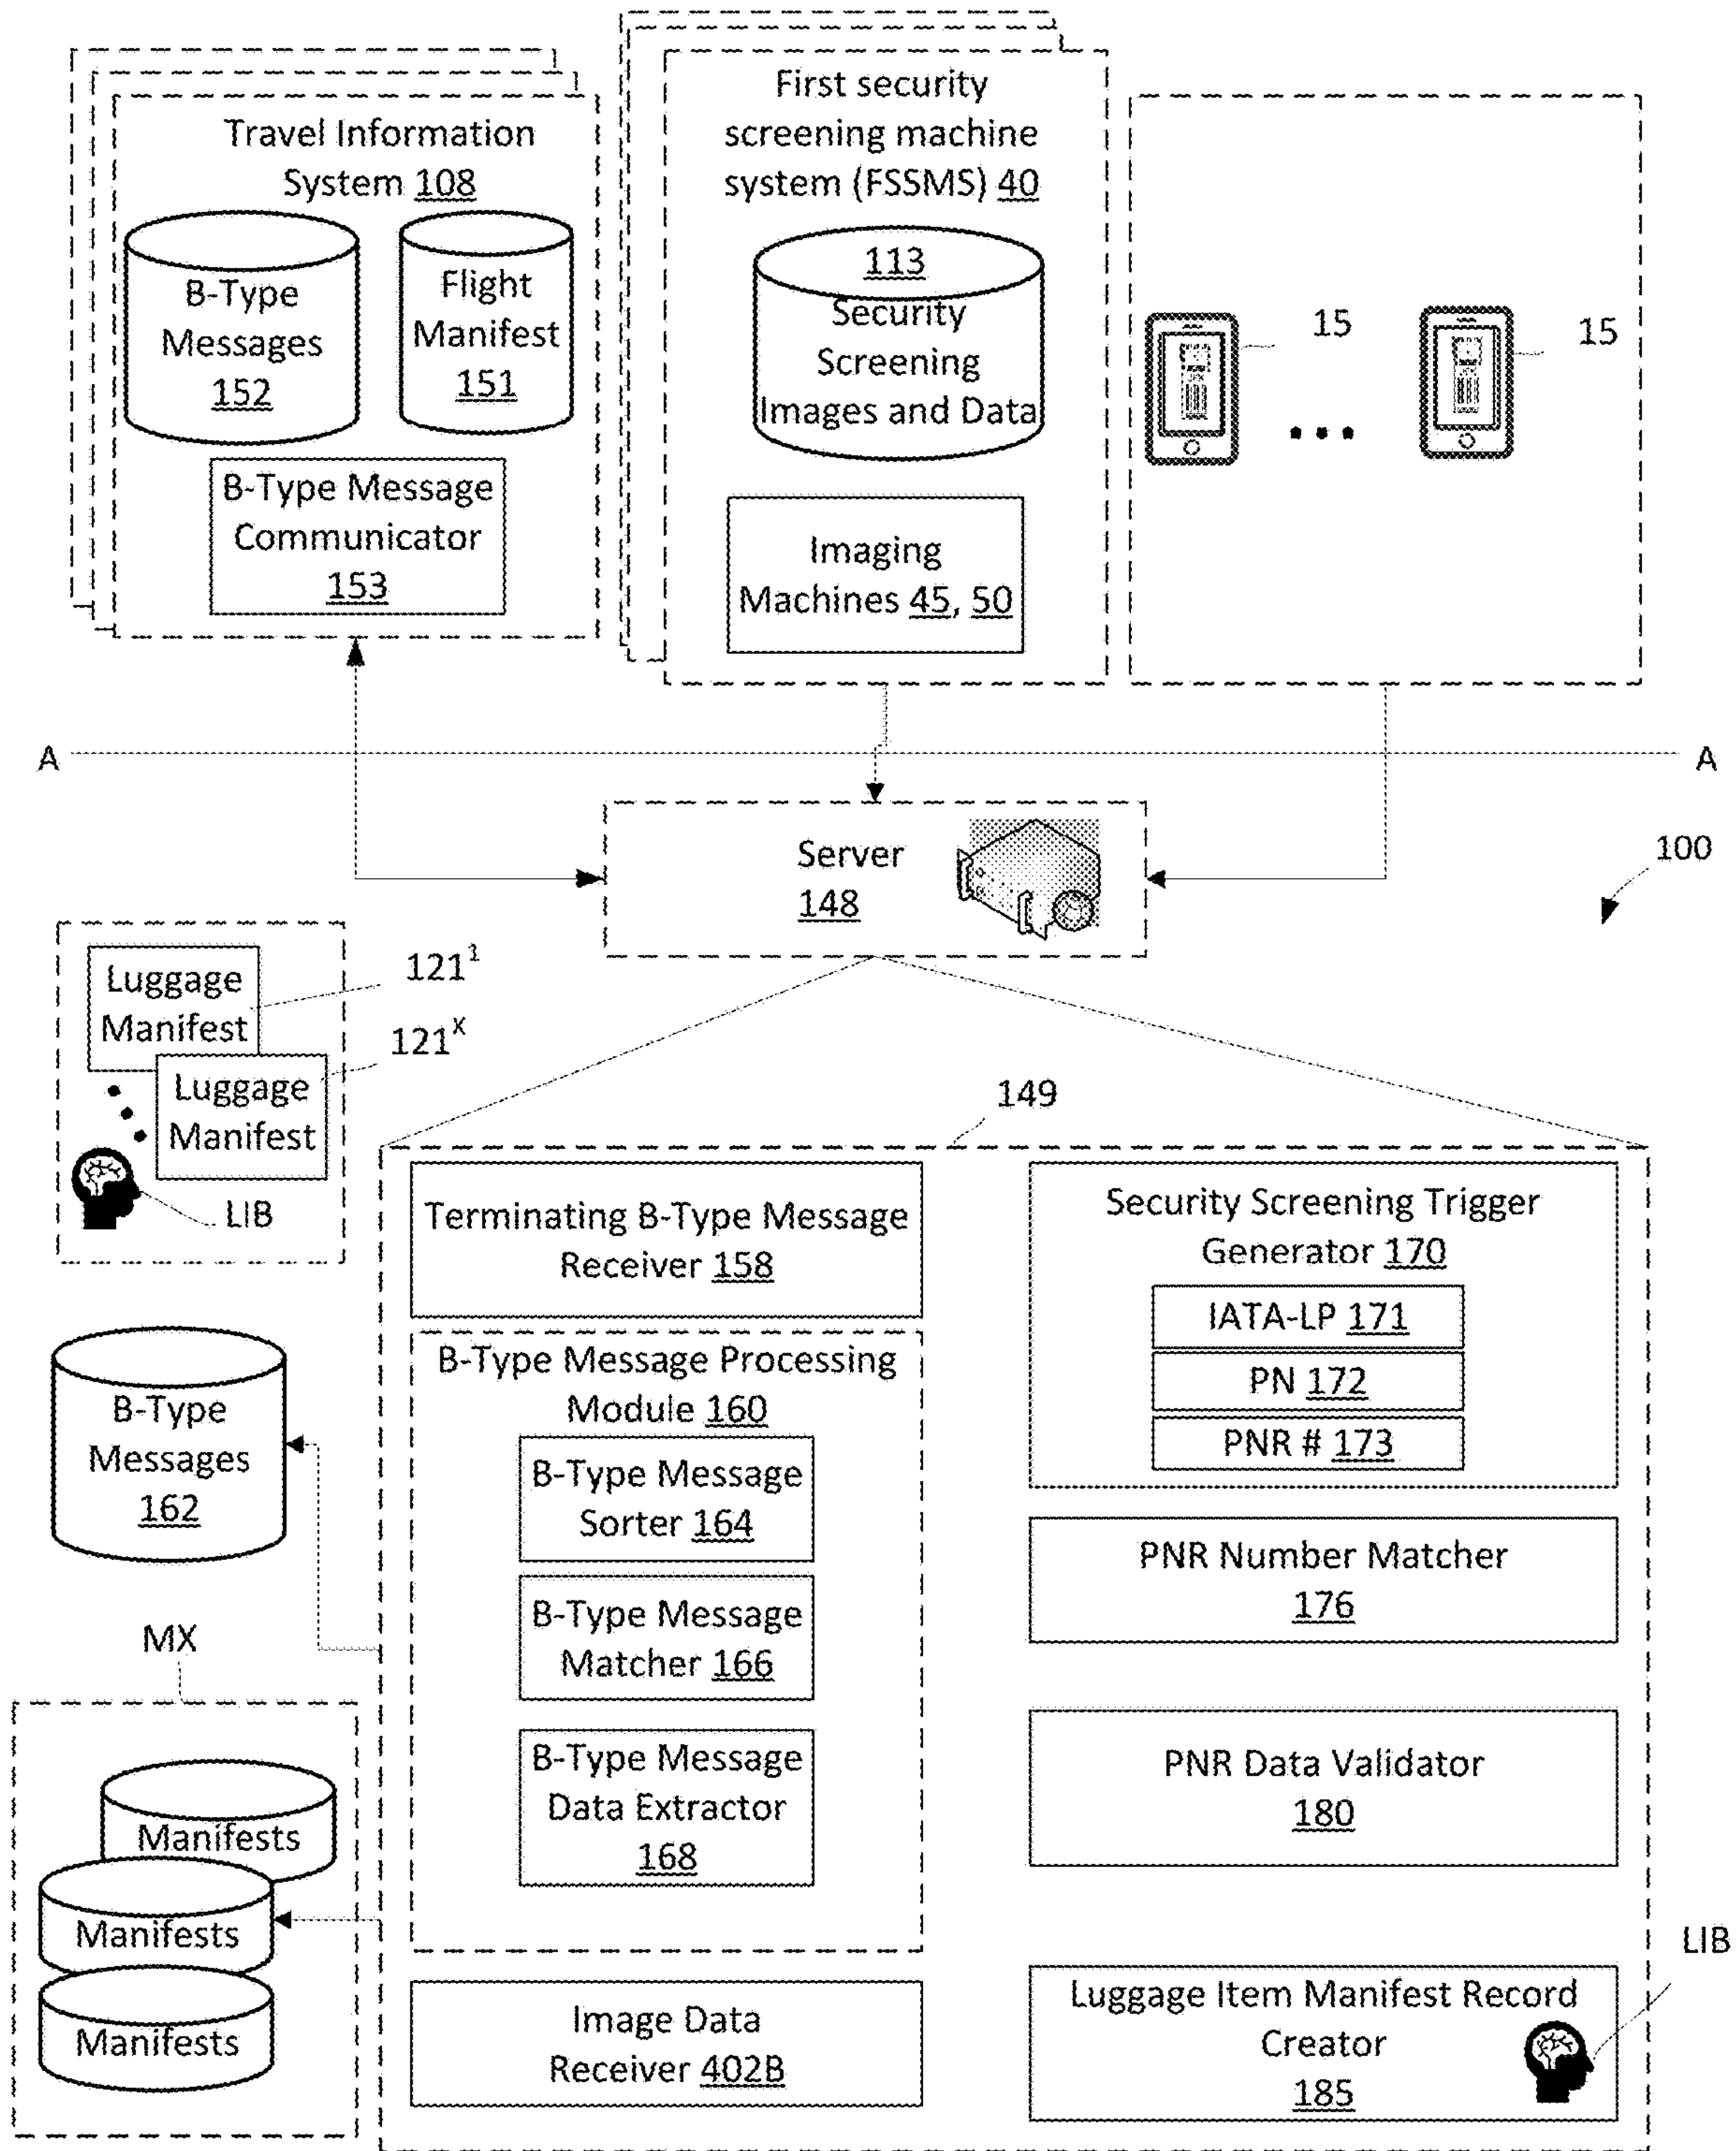 Travel Information
System 108
B-Type
Messages
152
Flight
Manifest
151
B-Type Message
Communicator
153
First security
screening machine
system (FSSMS) 40
113
Security
Screening
Images and Data
Imaging
Machines 45, 50
15
15
A
A
Server
148
100
Luggage
Manifest
121¹
121ˣ
Luggage
Manifest
LIB
149
Terminating B-Type Message
Receiver 158
B-Type Message Processing
Module 160
B-Type Message
Sorter 164
B-Type Message
Matcher 166
B-Type Message
Data Extractor
168
Image Data
Receiver 402B
Security Screening Trigger
Generator 170
IATA-LP 171
PN 172
PNR # 173
PNR Number Matcher
176
PNR Data Validator
180
Luggage Item Manifest Record
Creator
185
LIB
B-Type
Messages
162
MX
Manifests
Manifests
Manifests